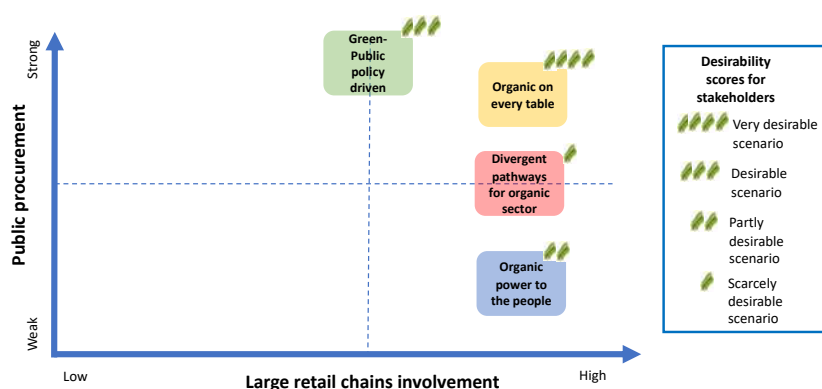 Strong
Public procurement
Weak
Green-
Public
policy
driven
Organic on
every table
Divergent
pathways
for organic
sector
Organic
power to
the people
Low
Large retail chains involvement
High
Desirability
scores for
stakeholders
Very desirable
scenario
Desirable
scenario
Partly
desirable
scenario
Scarcely
desirable
scenario